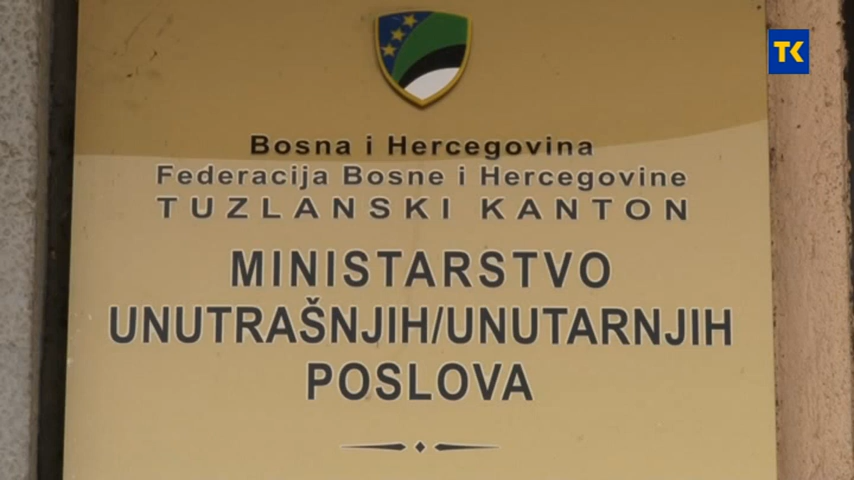 TK
Bosna i Hercegovina
Federacija Bosne i Hercegovine
TUZLANSKI KANTON
MINISTARSTVO
UNUTRAŠNJIH/UNUTARNJIH
POSLOVA